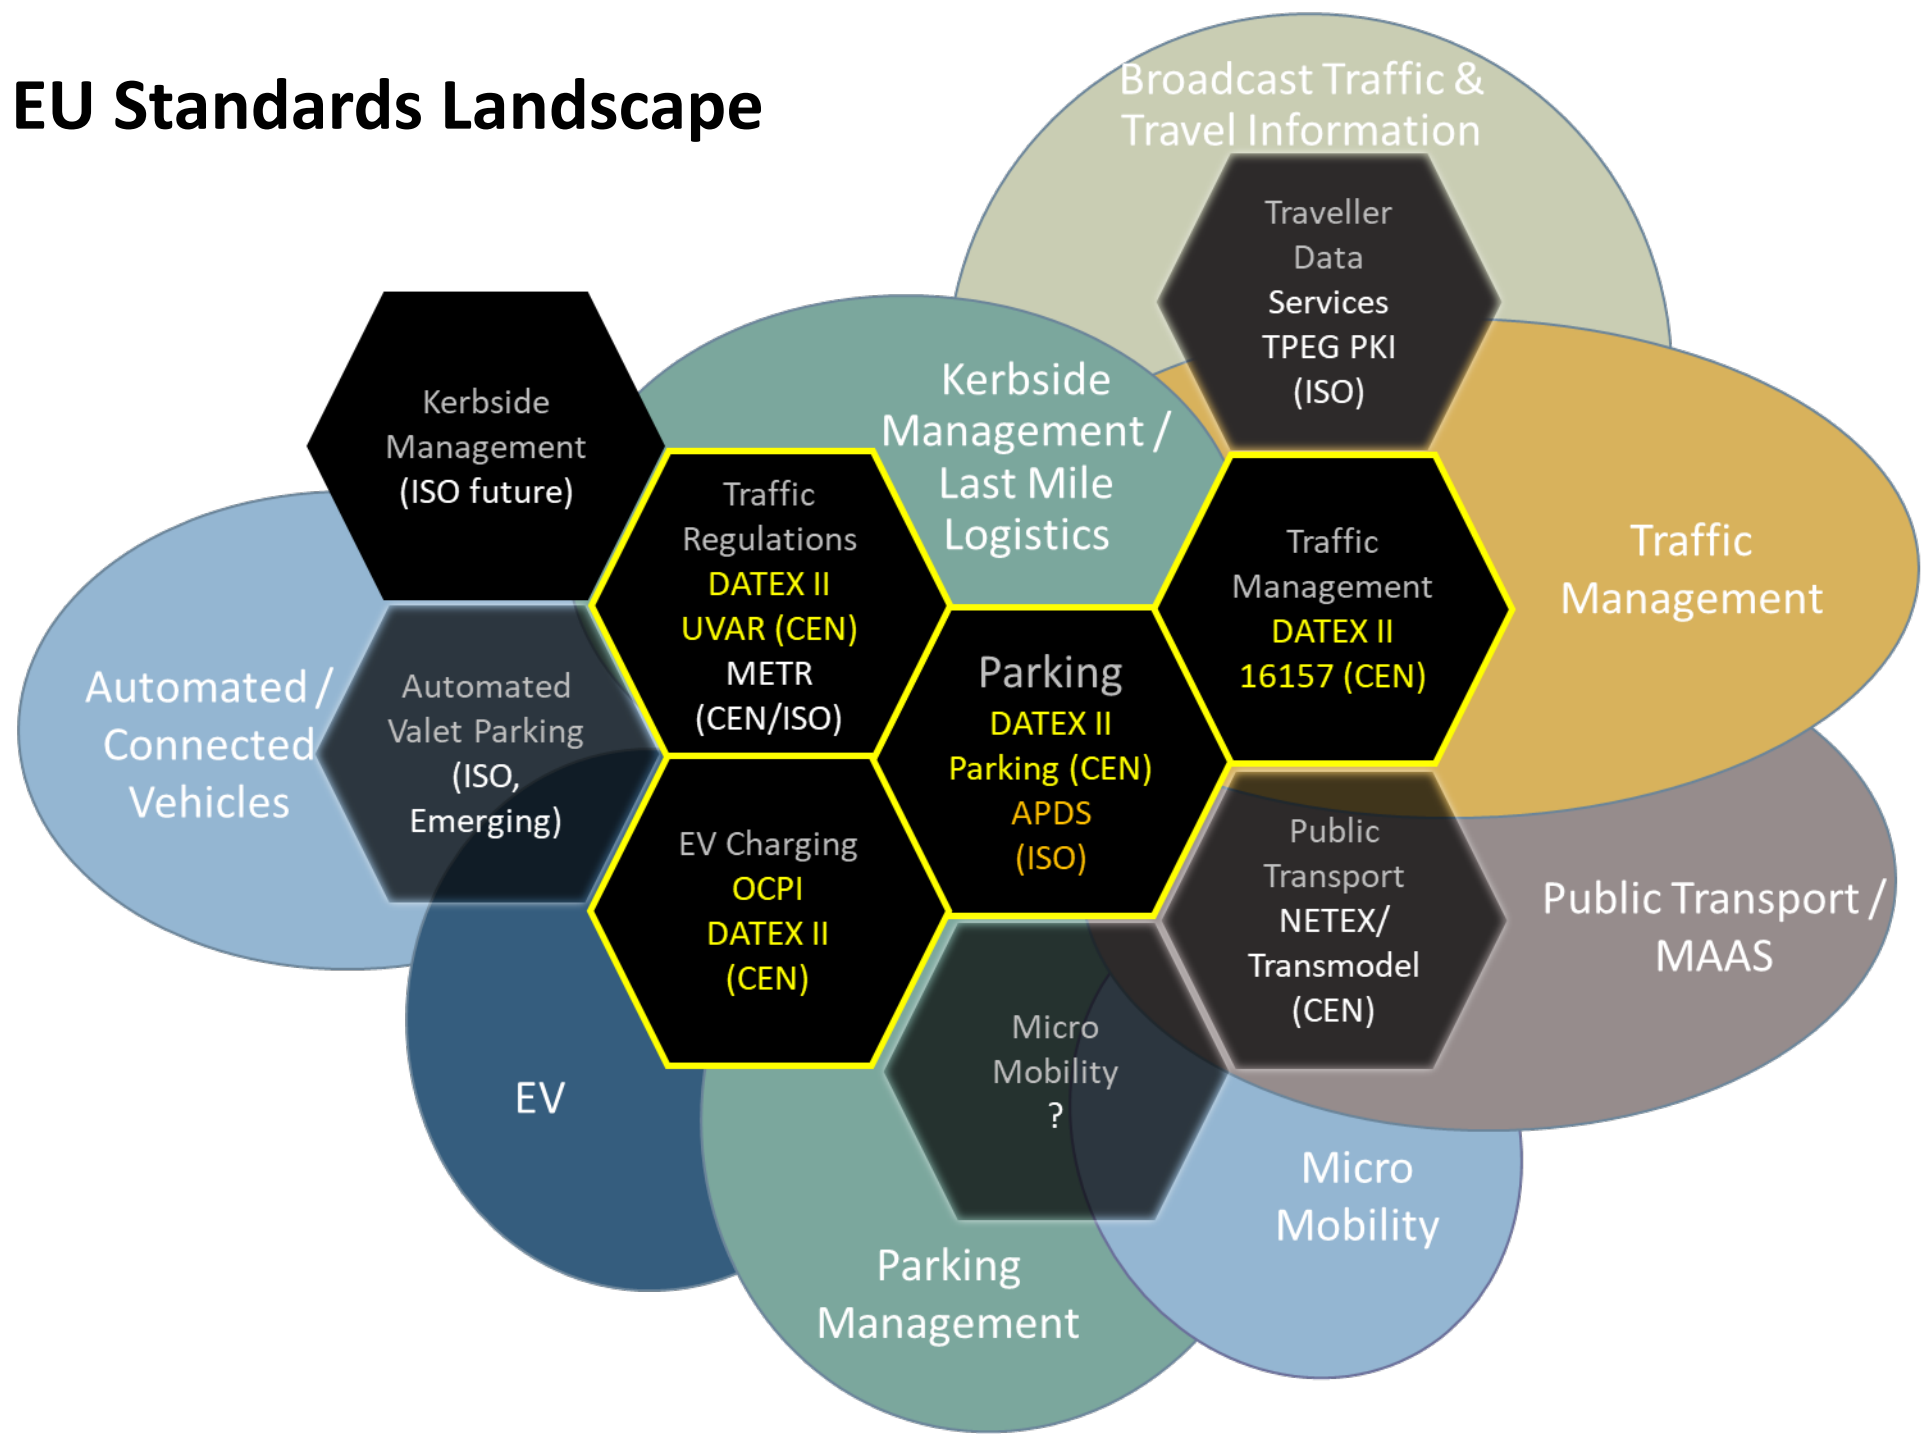 EU Standards Landscape
Broadcast Traffic &
Travel Information
Traveller
Data
Services
TPEG PKI
(ISO)
Kerbside
Management
(ISO future)
Kerbside
Management /
Last Mile
Logistics
Traffic
Regulations
DATEX II
UVAR (CEN)
METR
(CEN/ISO)
Traffic
Management
DATEX II
16157 (CEN)
Traffic
Management
Automated /
Connected
Vehicles
Automated
Valet Parking
(ISO,
Emerging)
Parking
DATEX II
Parking (CEN)
APDS
(ISO)
EV Charging
OCPI
DATEX II
(CEN)
Public
Transport
NETEX/
Transmodel
(CEN)
Public Transport /
MAAS
Micro
Mobility
?
EV
Micro
Mobility
Parking
Management